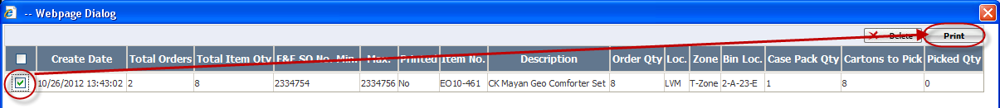 -- Webpage Dialog
Delete Print
Create Date Total Orders Total Item Qty E&E SO No. Min. Max. Printed Item No. Description Order Qty Loc. Zone Bin Loc. Case Pack Qty Cartons to Pick Picked Qty
10/26/2012 13:43:02 2 8 2334754 2334756 No EO10-461 CK Mayan Geo Comforter Set 8 LVM T-Zone 2-A-23-E 1 8 0